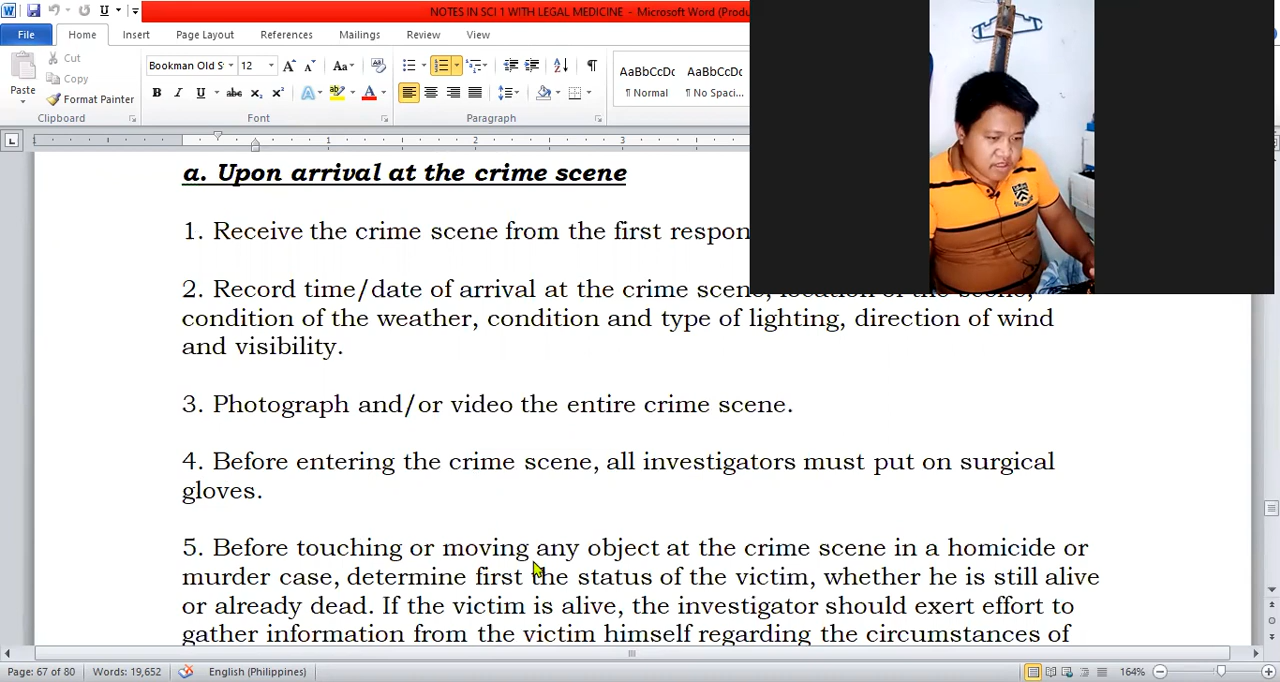 NOTES IN SCI 1 WITH LEGAL MEDICINE - Microsoft Word
File Home Insert Page Layout References Mailings Review View
Cut
Copy
Paste
Format Painter
Clipboard
Bookman Old S 12
Font
Paragraph
AaBbCcDc AaBbCcD
¶ Normal ¶ No Spaci...
1 2 3
a. Upon arrival at the crime scene
1. Receive the crime scene from the first
2. Record time/date of arrival at the crime scene, location of the scene,
condition of the weather, condition and type of lighting, direction of wind
and visibility.
3. Photograph and/or video the entire crime scene.
4. Before entering the crime scene, all investigators must put on surgical
gloves.
5. Before touching or moving any object at the crime scene in a homicide or
murder case, determine first the status of the victim, whether he is still alive
or already dead. If the victim is alive, the investigator should exert effort to
gather information from the victim himself regarding the circumstances of
Page: 67 of 80 Words: 19,652 English (Philippines) 164%